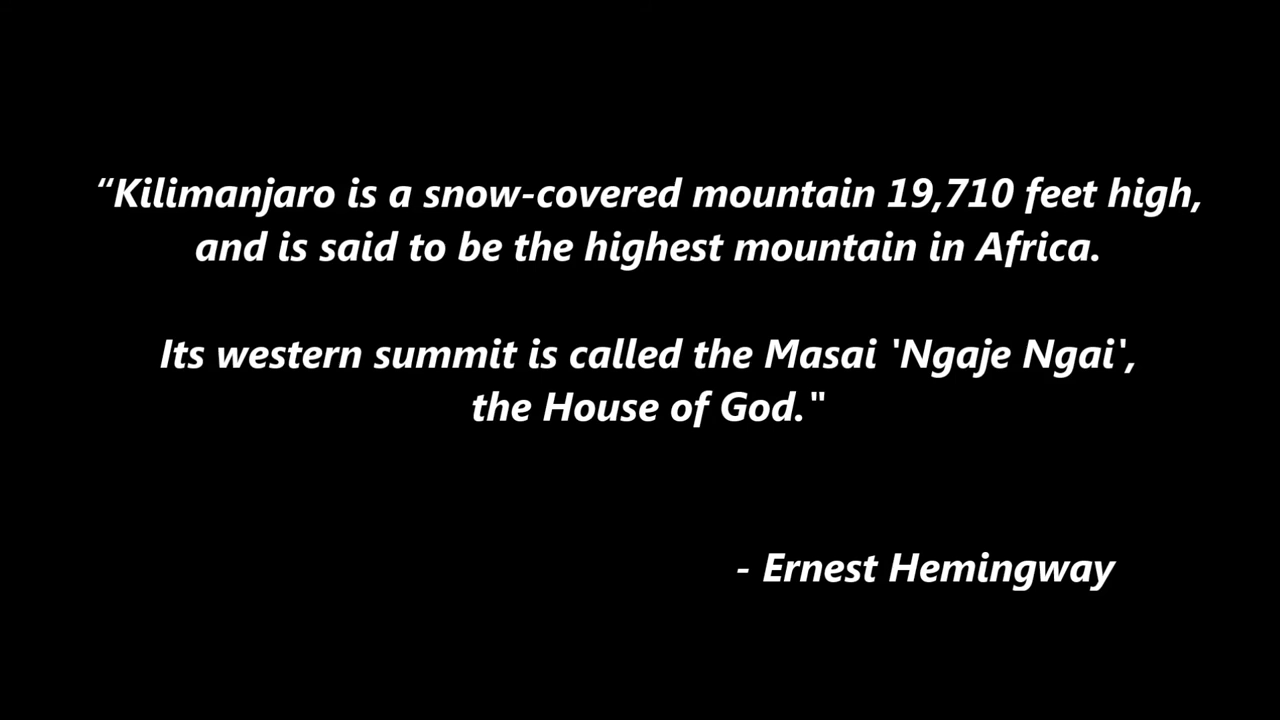 “Kilimanjaro is a snow-covered mountain 19,710 feet high,
and is said to be the highest mountain in Africa.
Its western summit is called the Masai 'Ngaje Ngai',
the House of God."
- Ernest Hemingway